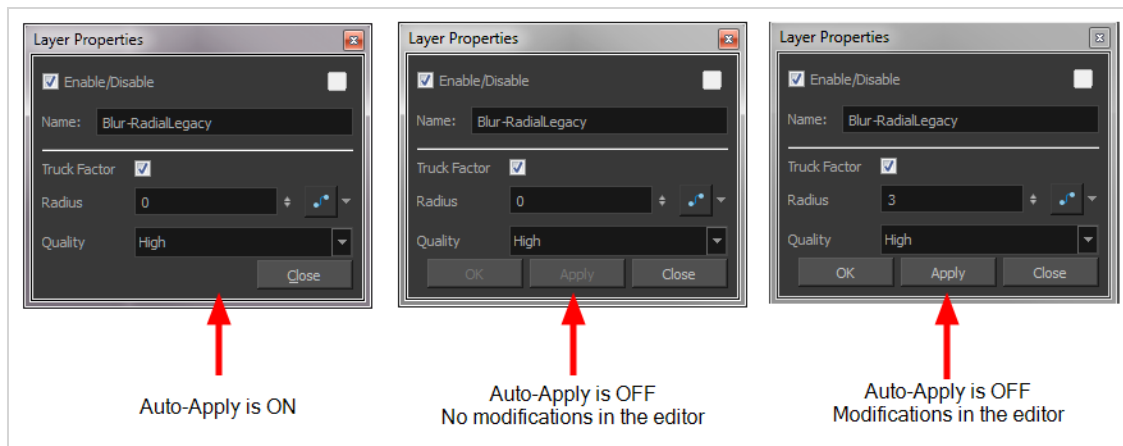 Layer Properties
Enable/Disable
Name: Blur-RadialLegacy
Truck Factor
Radius 0
Quality High
Close
Auto-Apply is ON
Layer Properties
Enable/Disable
Name: Blur-RadialLegacy
Truck Factor
Radius 0
Quality High
OK Apply Close
Auto-Apply is OFF
No modifications in the editor
Layer Properties
Enable/Disable
Name: Blur-RadialLegacy
Truck Factor
Radius 3
Quality High
OK Apply Close
Auto-Apply is OFF
Modifications in the editor